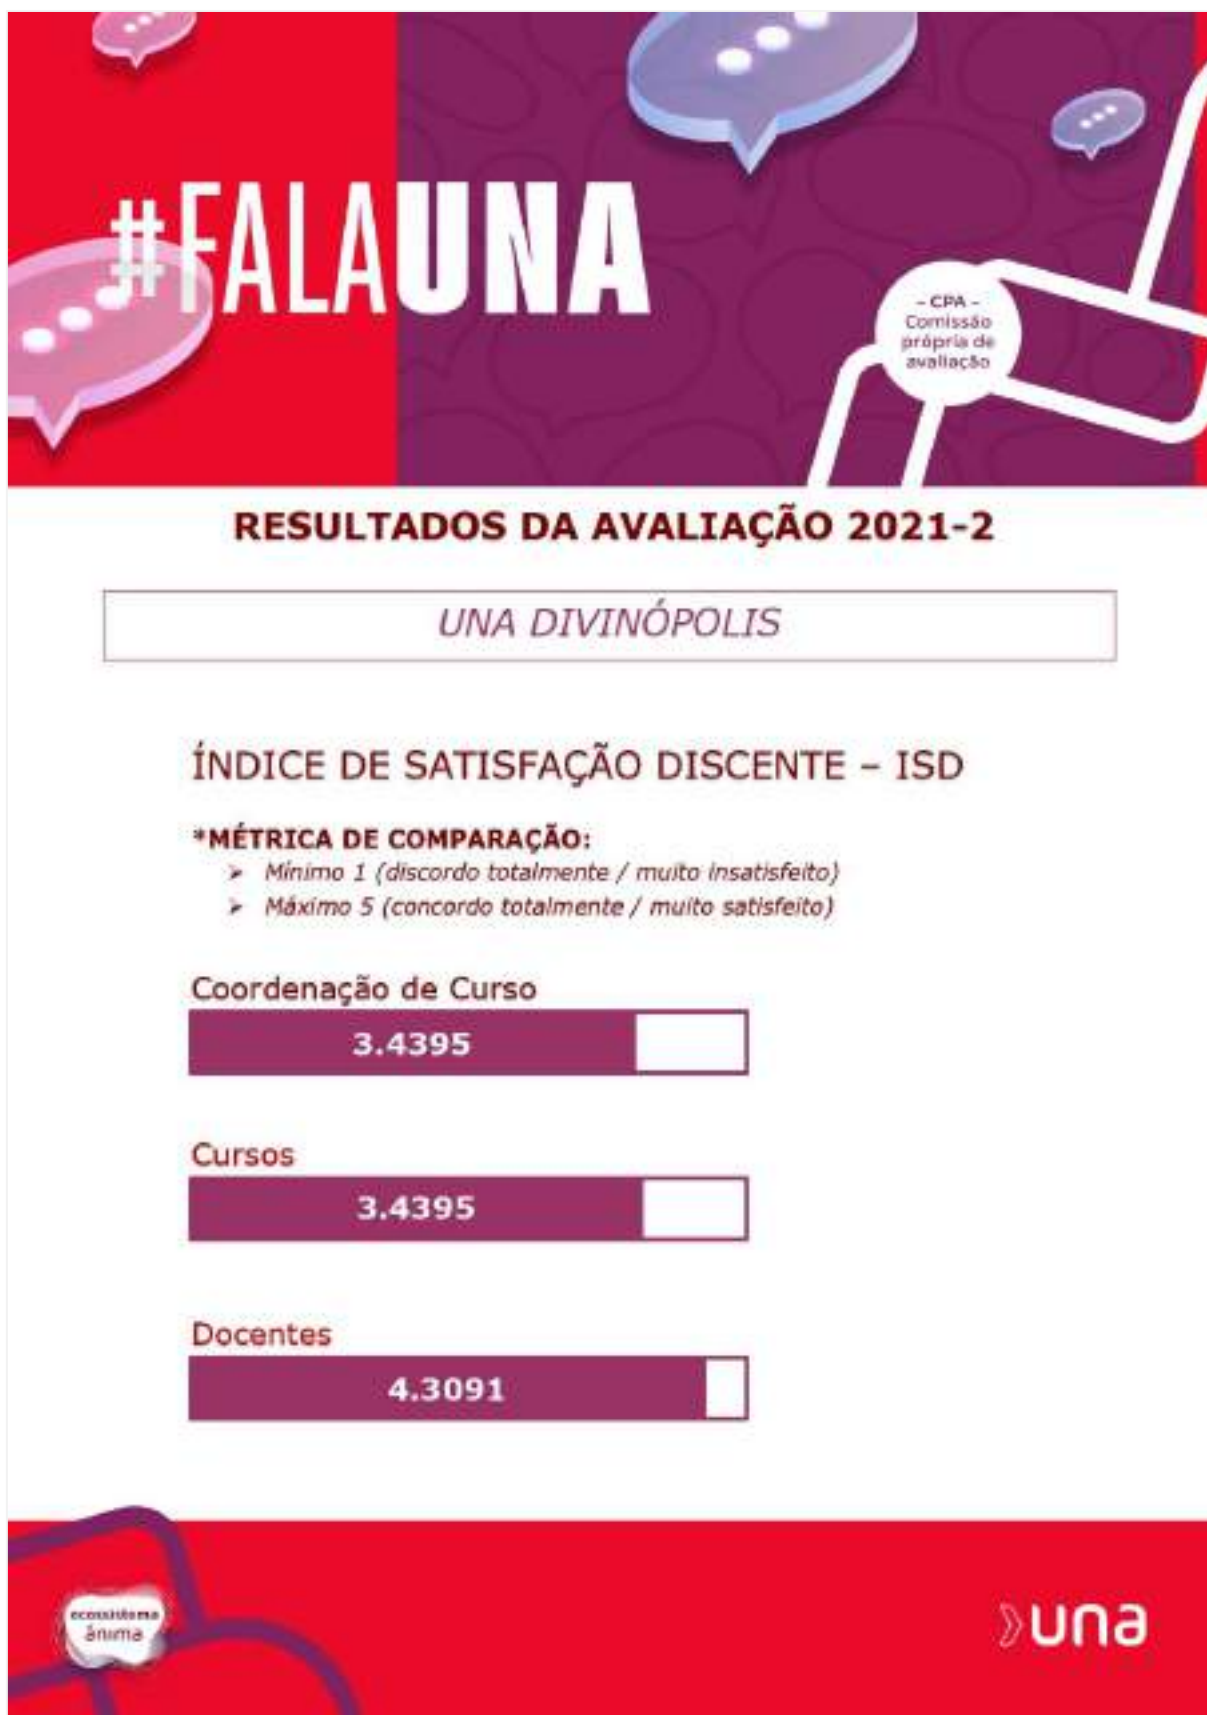 #FALAUNA
- CPA -
Comissão
própria de
avaliação
RESULTADOS DA AVALIAÇÃO 2021-2
UNA DIVINÓPOLIS
ÍNDICE DE SATISFAÇÃO DISCENTE – ISD
*MÉTRICA DE COMPARAÇÃO:
➢ Mínimo 1 (discordo totalmente / muito insatisfeito)
➢ Máximo 5 (concordo totalmente / muito satisfeito)
Coordenação de Curso
3.4395
Cursos
3.4395
Docentes
4.3091
ecossistema
ânima
una